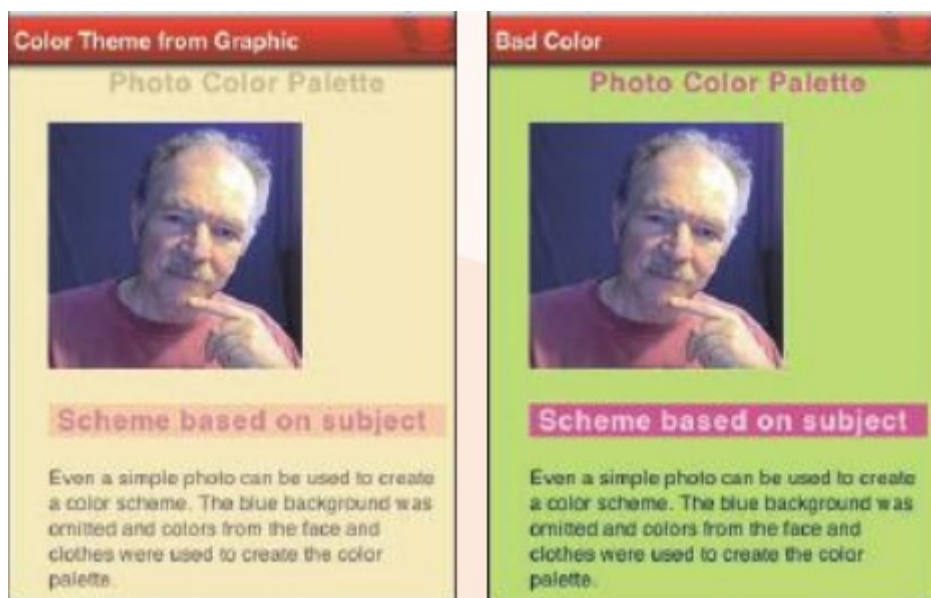 Color Theme from Graphic
Photo Color Palette
Scheme based on subject
Even a simple photo can be used to create
a color scheme. The blue background was
omitted and colors from the face and
clothes were used to create the color
palette.
Bad Color
Photo Color Palette
Scheme based on subject
Even a simple photo can be used to create
a color scheme. The blue background was
omitted and colors from the face and
clothes were used to create the color
palette.